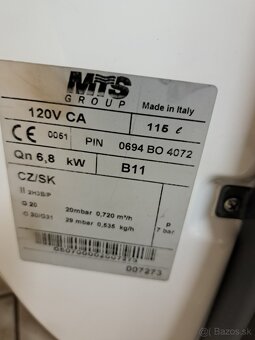 MTS
GROUP
Made in Italy
120V CA
115 ℓ
CE 0051
PIN 0694 BO 4072
Qn 6,8 kW
B11
CZ/SK
II 2H3B/P
G 20 20mbar 0,720 m³/h
G 30/G31 29 mbar 0,535 kg/h
P
7 bar
007273
bazos.sk